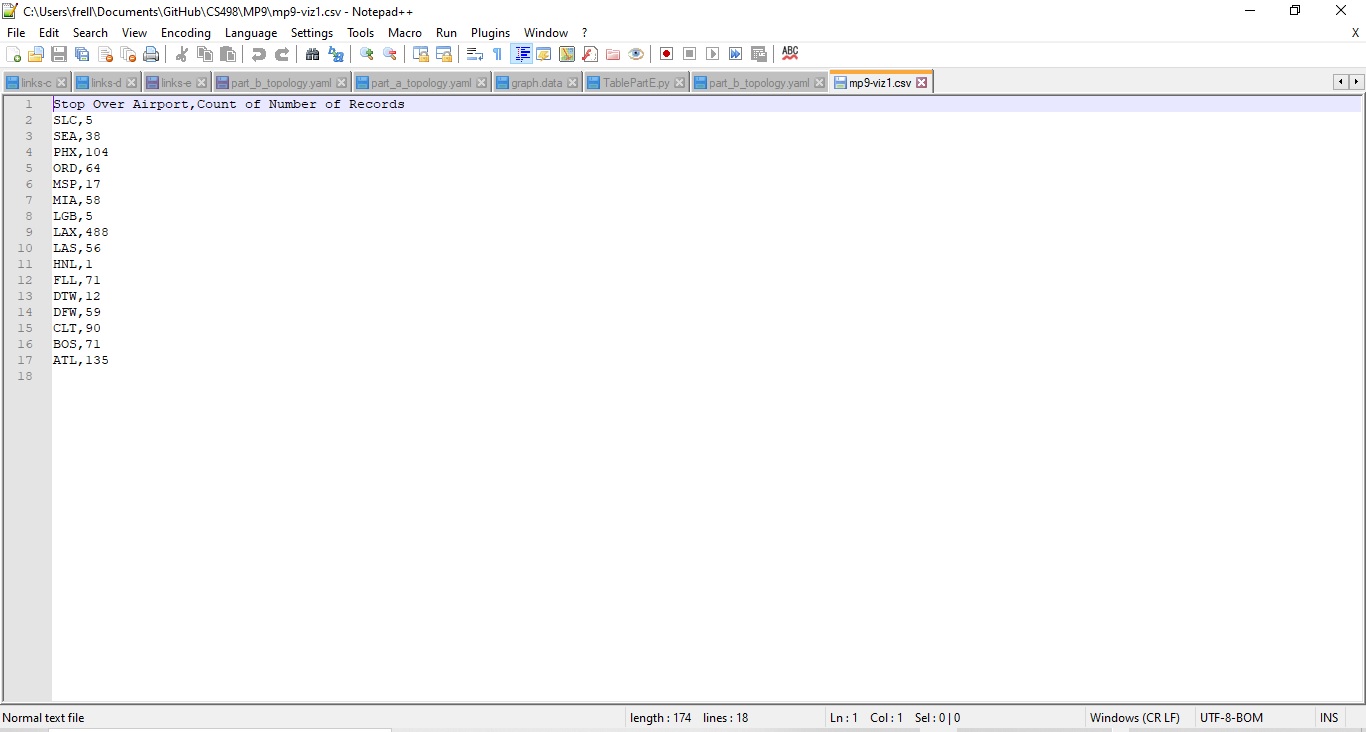 C:\Users\frell\Documents\GitHub\CS498\MP9\mp9-viz1.csv - Notepad++
File Edit Search View Encoding Language Settings Tools Macro Run Plugins Window ? X
ABC
links-c links-d links-e part_b_topology.yaml part_a_topology.yaml graph.data TablePartE.py part_b_topology.yaml mp9-viz1.csv
1 Stop Over Airport,Count of Number of Records
2 SLC,5
3 SEA,38
4 PHX,104
5 ORD,64
6 MSP,17
7 MIA,58
8 LGB,5
9 LAX,488
10 LAS,56
11 HNL,1
12 FLL,71
13 DTW,12
14 DFW,59
15 CLT,90
16 BOS,71
17 ATL,135
18
Normal text file length : 174 lines : 18 Ln : 1 Col : 1 Sel : 0 | 0 Windows (CR LF) UTF-8-BOM INS